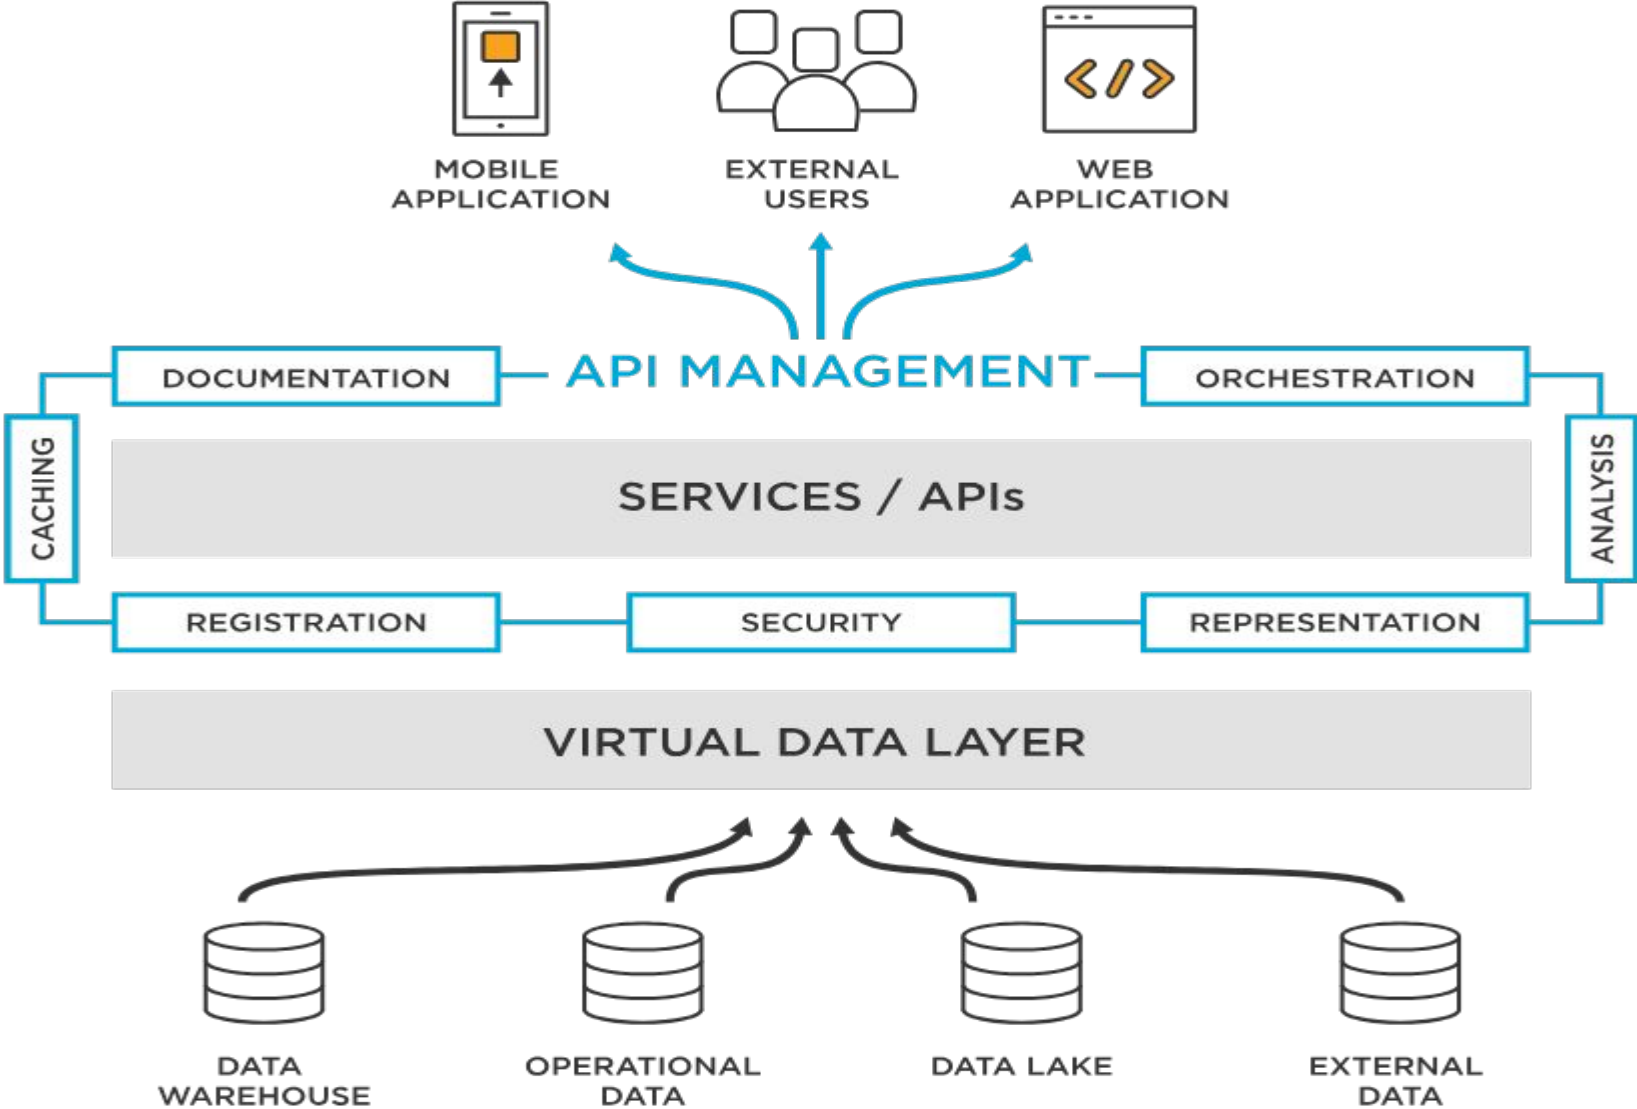 MOBILE
APPLICATION
EXTERNAL
USERS
WEB
APPLICATION
DOCUMENTATION
API MANAGEMENT
ORCHESTRATION
CACHING
SERVICES / APIs
ANALYSIS
REGISTRATION
SECURITY
REPRESENTATION
VIRTUAL DATA LAYER
DATA
WAREHOUSE
OPERATIONAL
DATA
DATA LAKE
EXTERNAL
DATA